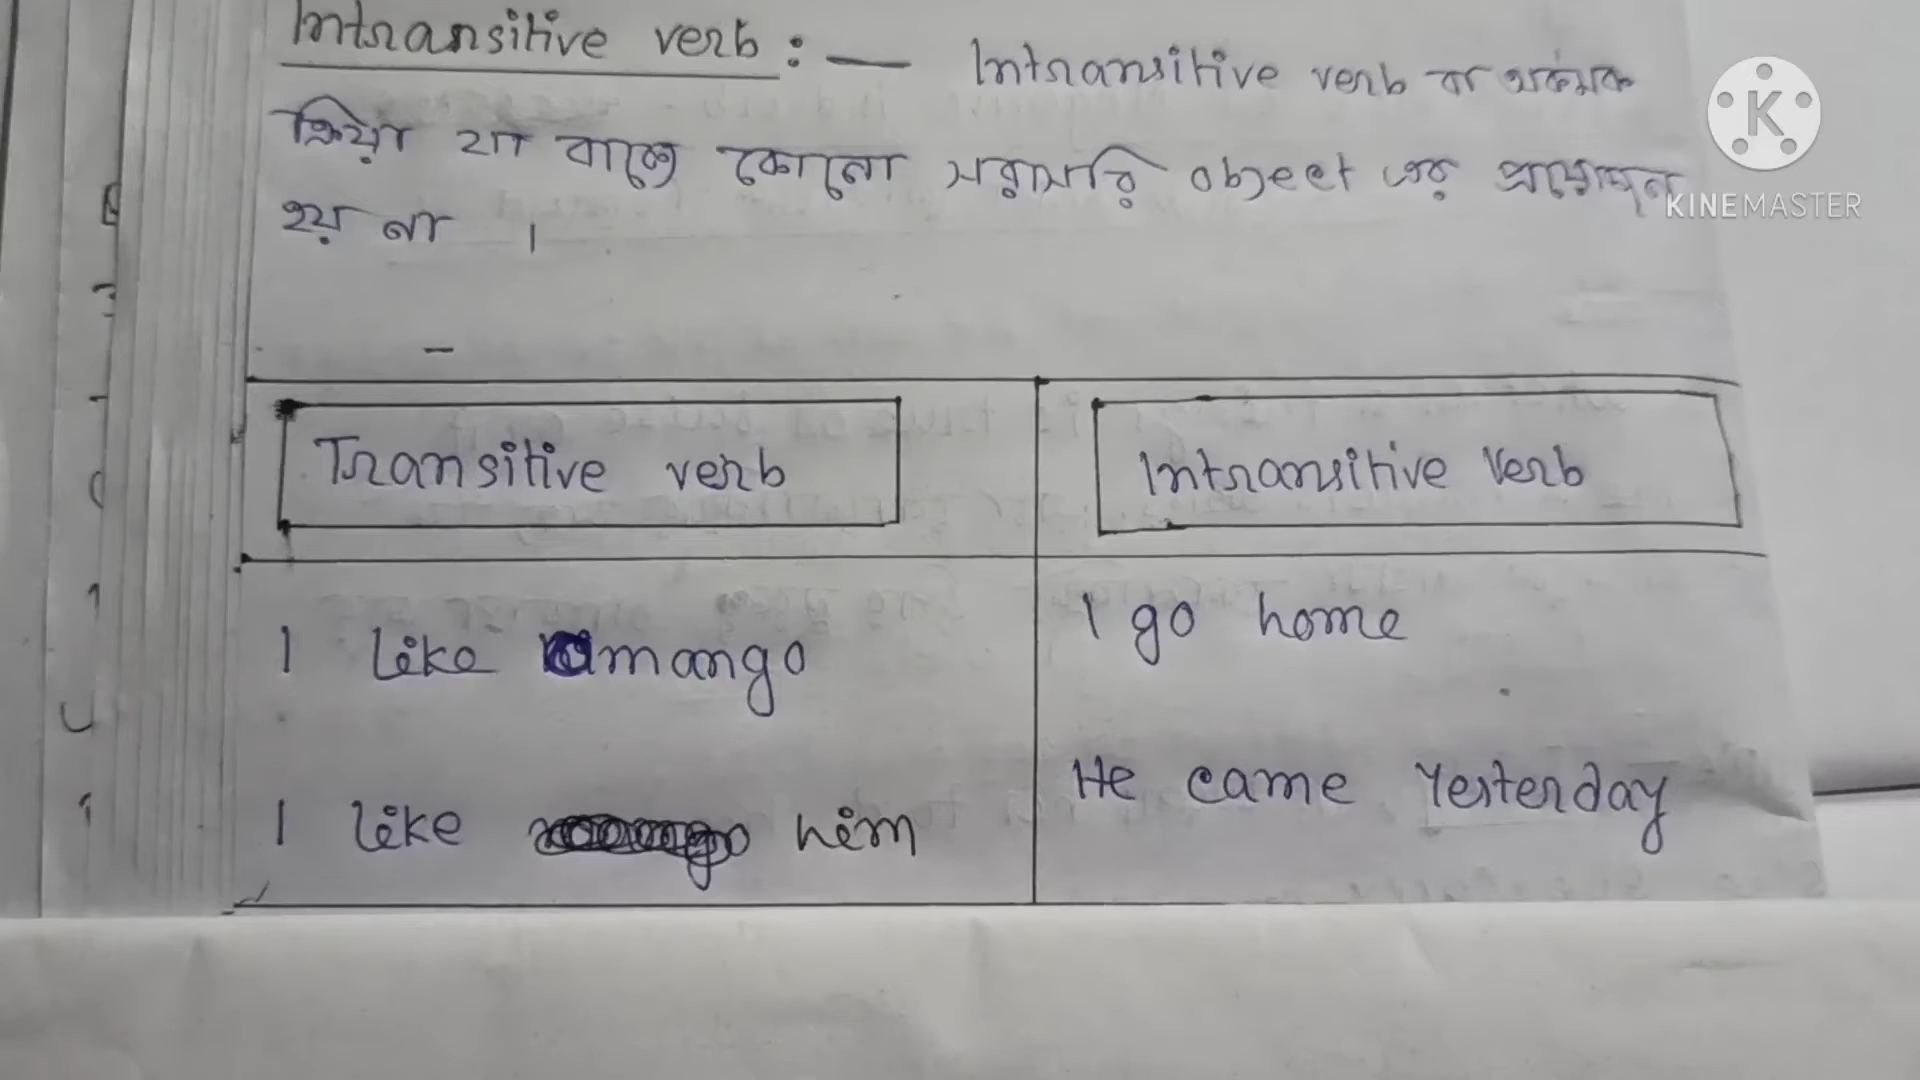 Intransitive verb : — Intransitive verb বা অকর্মক
ক্রিয়া যা বাক্যে কোনো সরাসরি object এর প্রয়োজন
হয় না ।
K
KINEMASTER
Transitive verb
Intransitive Verb
I like mango
I go home
I like him
He came Yesterday